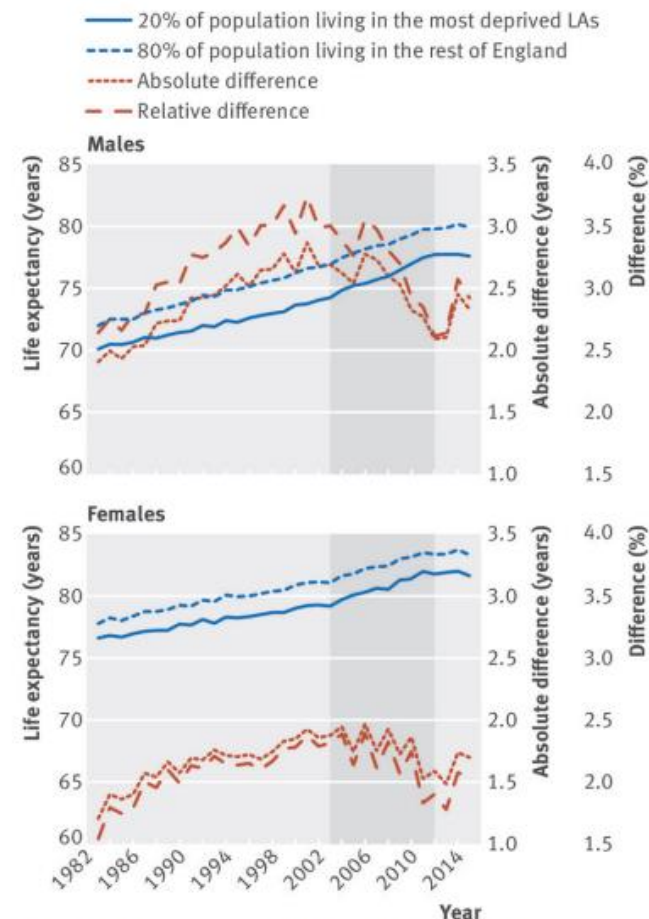 20% of population living in the most deprived LAs
80% of population living in the rest of England
Absolute difference
Relative difference
Males
Life expectancy (years)
85
80
75
70
65
60
3.5
3.0
2.5
2.0
1.5
1.0
Absolute difference (years)
4.0
3.5
3.0
2.5
2.0
1.5
Difference (%)
Females
Life expectancy (years)
85
80
75
70
65
60
3.5
3.0
2.5
2.0
1.5
1.0
Absolute difference (years)
4.0
3.5
3.0
2.5
2.0
1.5
Difference (%)
1982 1986 1990 1994 1998 2002 2006 2010 2014
Year